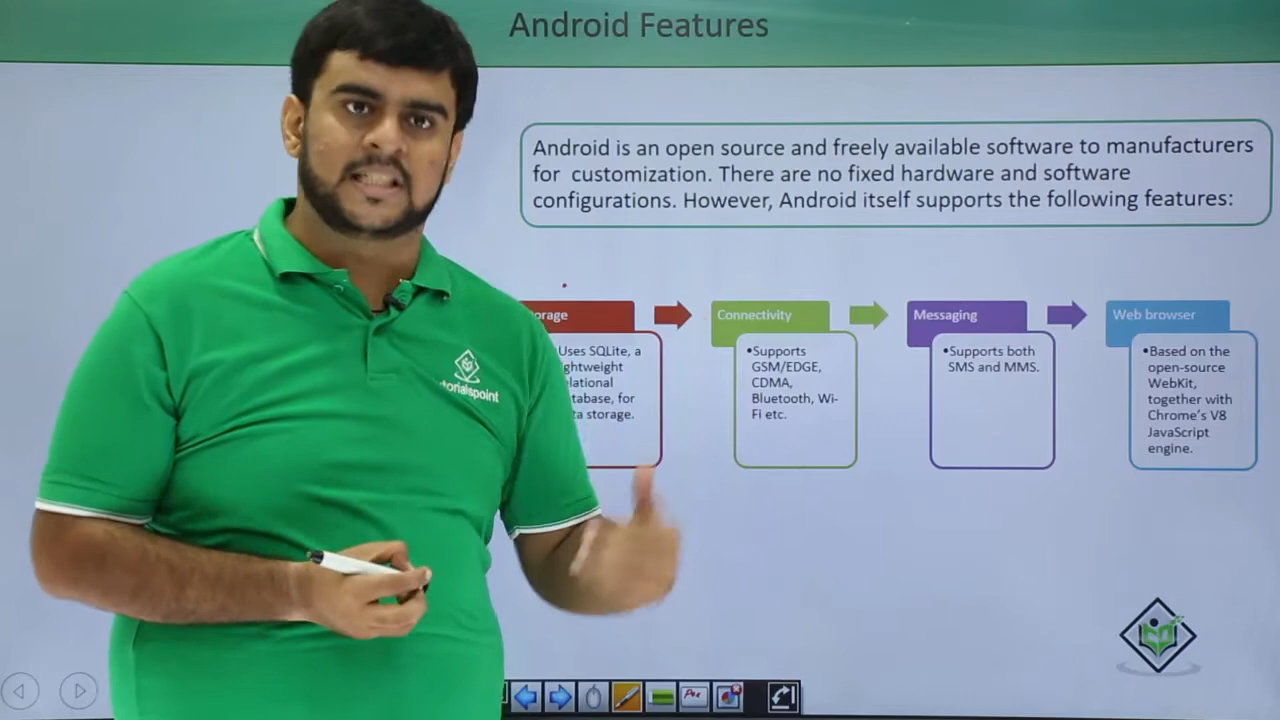 Android Features
Android is an open source and freely available software to manufacturers
for customization. There are no fixed hardware and software
configurations. However, Android itself supports the following features:
orage
Uses SQLite, a
ghtweight
elational
tabase, for
ta storage.
Connectivity
•Supports
GSM/EDGE,
CDMA,
Bluetooth, Wi-
Fi etc.
Messaging
•Supports both
SMS and MMS.
Web browser
•Based on the
open-source
WebKit,
together with
Chrome's V8
JavaScript
engine.
torialspoint